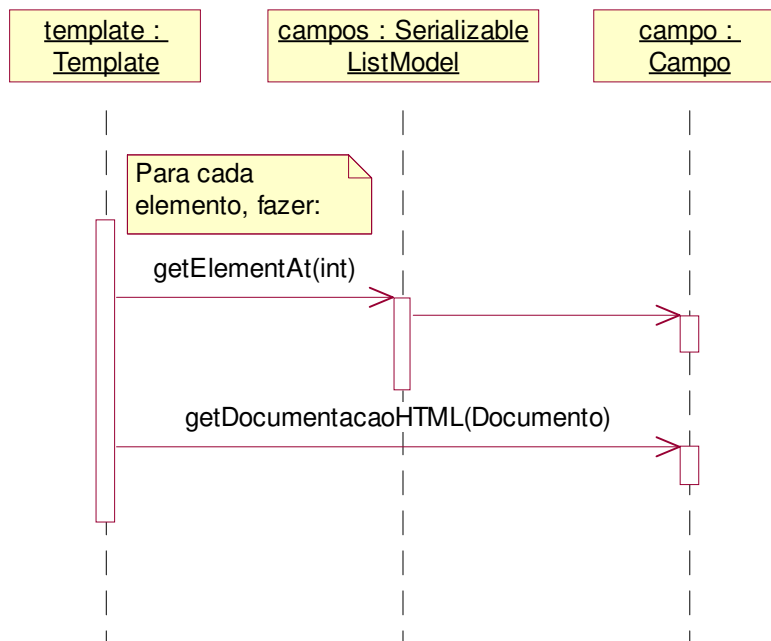 template :
Template
campos : Serializable
ListModel
campo :
Campo
Para cada
elemento, fazer:
getElementAt(int)
getDocumentacaoHTML(Documento)